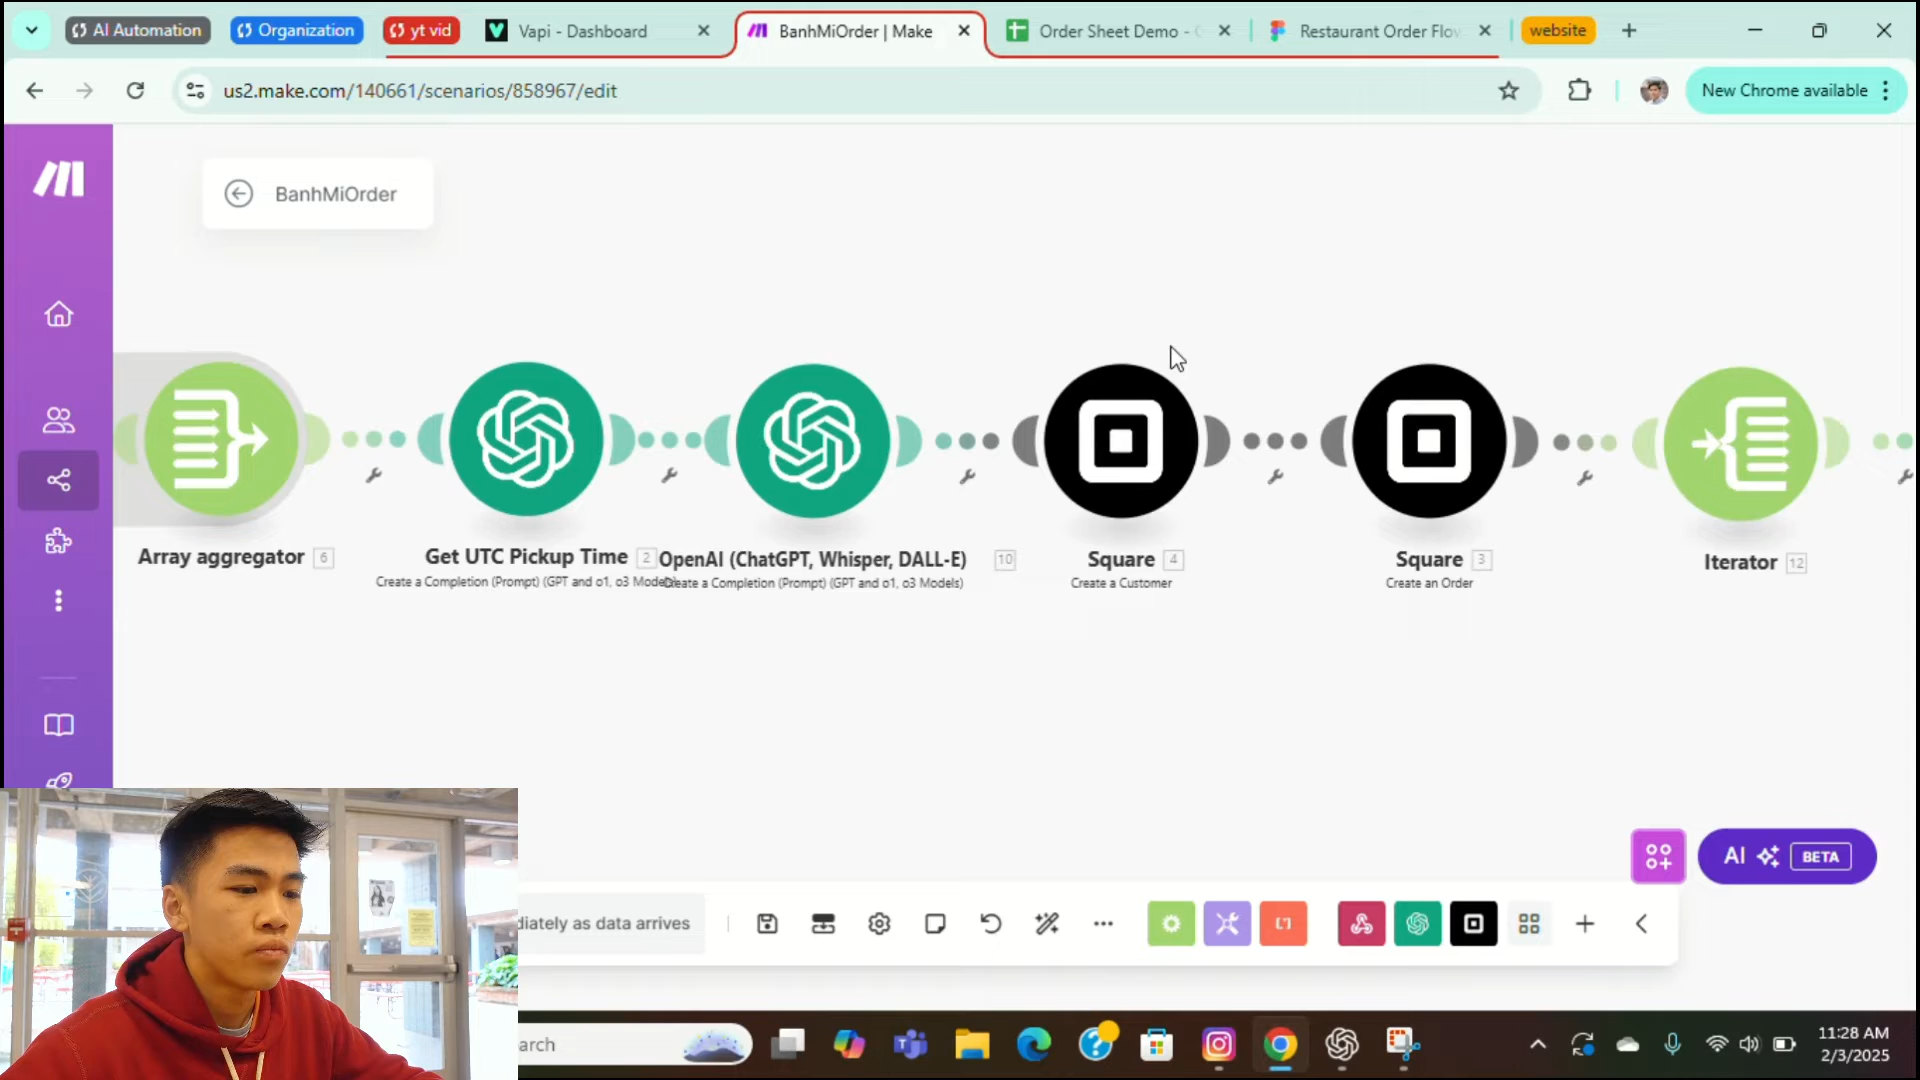 AI Automation
Organization
yt vid
Vapi - Dashboard
BanhMiOrder | Make
Order Sheet Demo -
Restaurant Order Flo
website
us2.make.com/140661/scenarios/858967/edit
New Chrome available
BanhMiOrder
Array aggregator 6
Get UTC Pickup Time 2
Create a Completion (Prompt) (GPT and o1, o3 Models)
OpenAI (ChatGPT, Whisper, DALL-E) 10
Create a Completion (Prompt) (GPT and o1, o3 Models)
Square 4
Create a Customer
Square 3
Create an Order
Iterator 12
AI BETA
diately as data arrives
arch
11:28 AM
2/3/2025